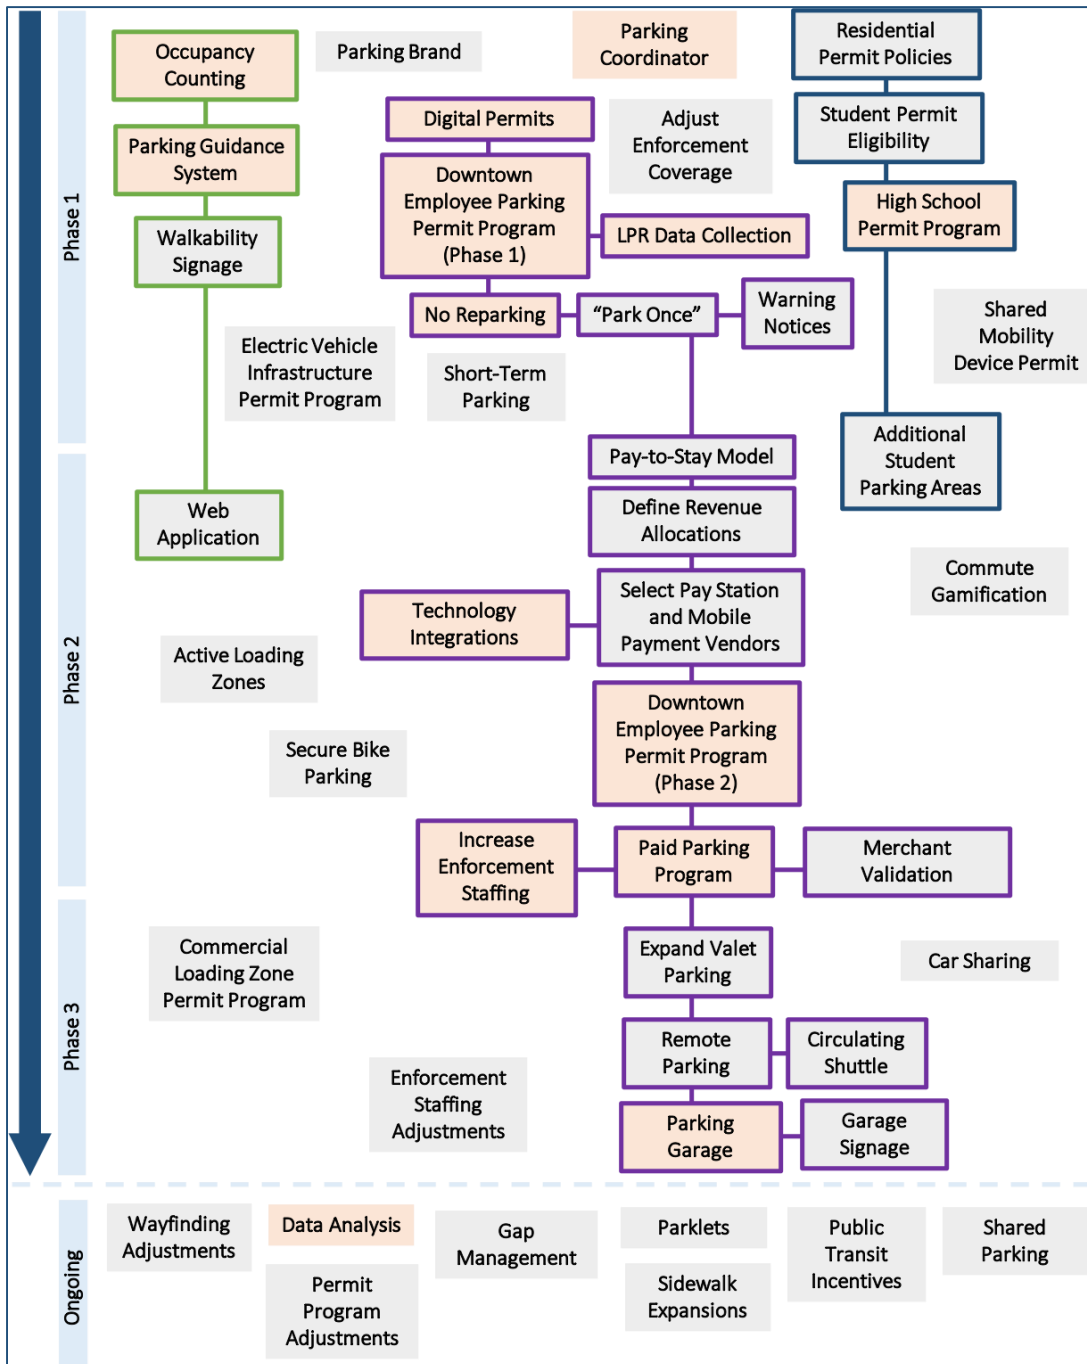 Phase 1
Occupancy
Counting
Parking Brand
Parking
Coordinator
Residential
Permit Policies
Parking Guidance
System
Digital Permits
Adjust
Enforcement
Coverage
Student Permit
Eligibility
Downtown
Employee Parking
Permit Program
(Phase 1)
LPR Data Collection
High School
Permit Program
Walkability
Signage
No Reparking
“Park Once”
Warning
Notices
Shared
Mobility
Device Permit
Electric Vehicle
Infrastructure
Permit Program
Short-Term
Parking
Additional
Student
Parking Areas
Phase 2
Pay-to-Stay Model
Web
Application
Define Revenue
Allocations
Commute
Gamification
Technology
Integrations
Select Pay Station
and Mobile
Payment Vendors
Active Loading
Zones
Downtown
Employee Parking
Permit Program
(Phase 2)
Secure Bike
Parking
Increase
Enforcement
Staffing
Paid Parking
Program
Merchant
Validation
Phase 3
Commercial
Loading Zone
Permit Program
Expand Valet
Parking
Car Sharing
Remote
Parking
Circulating
Shuttle
Enforcement
Staffing
Adjustments
Parking
Garage
Garage
Signage
Ongoing
Wayfinding
Adjustments
Data Analysis
Gap
Management
Parklets
Public
Transit
Incentives
Shared
Parking
Permit
Program
Adjustments
Sidewalk
Expansions